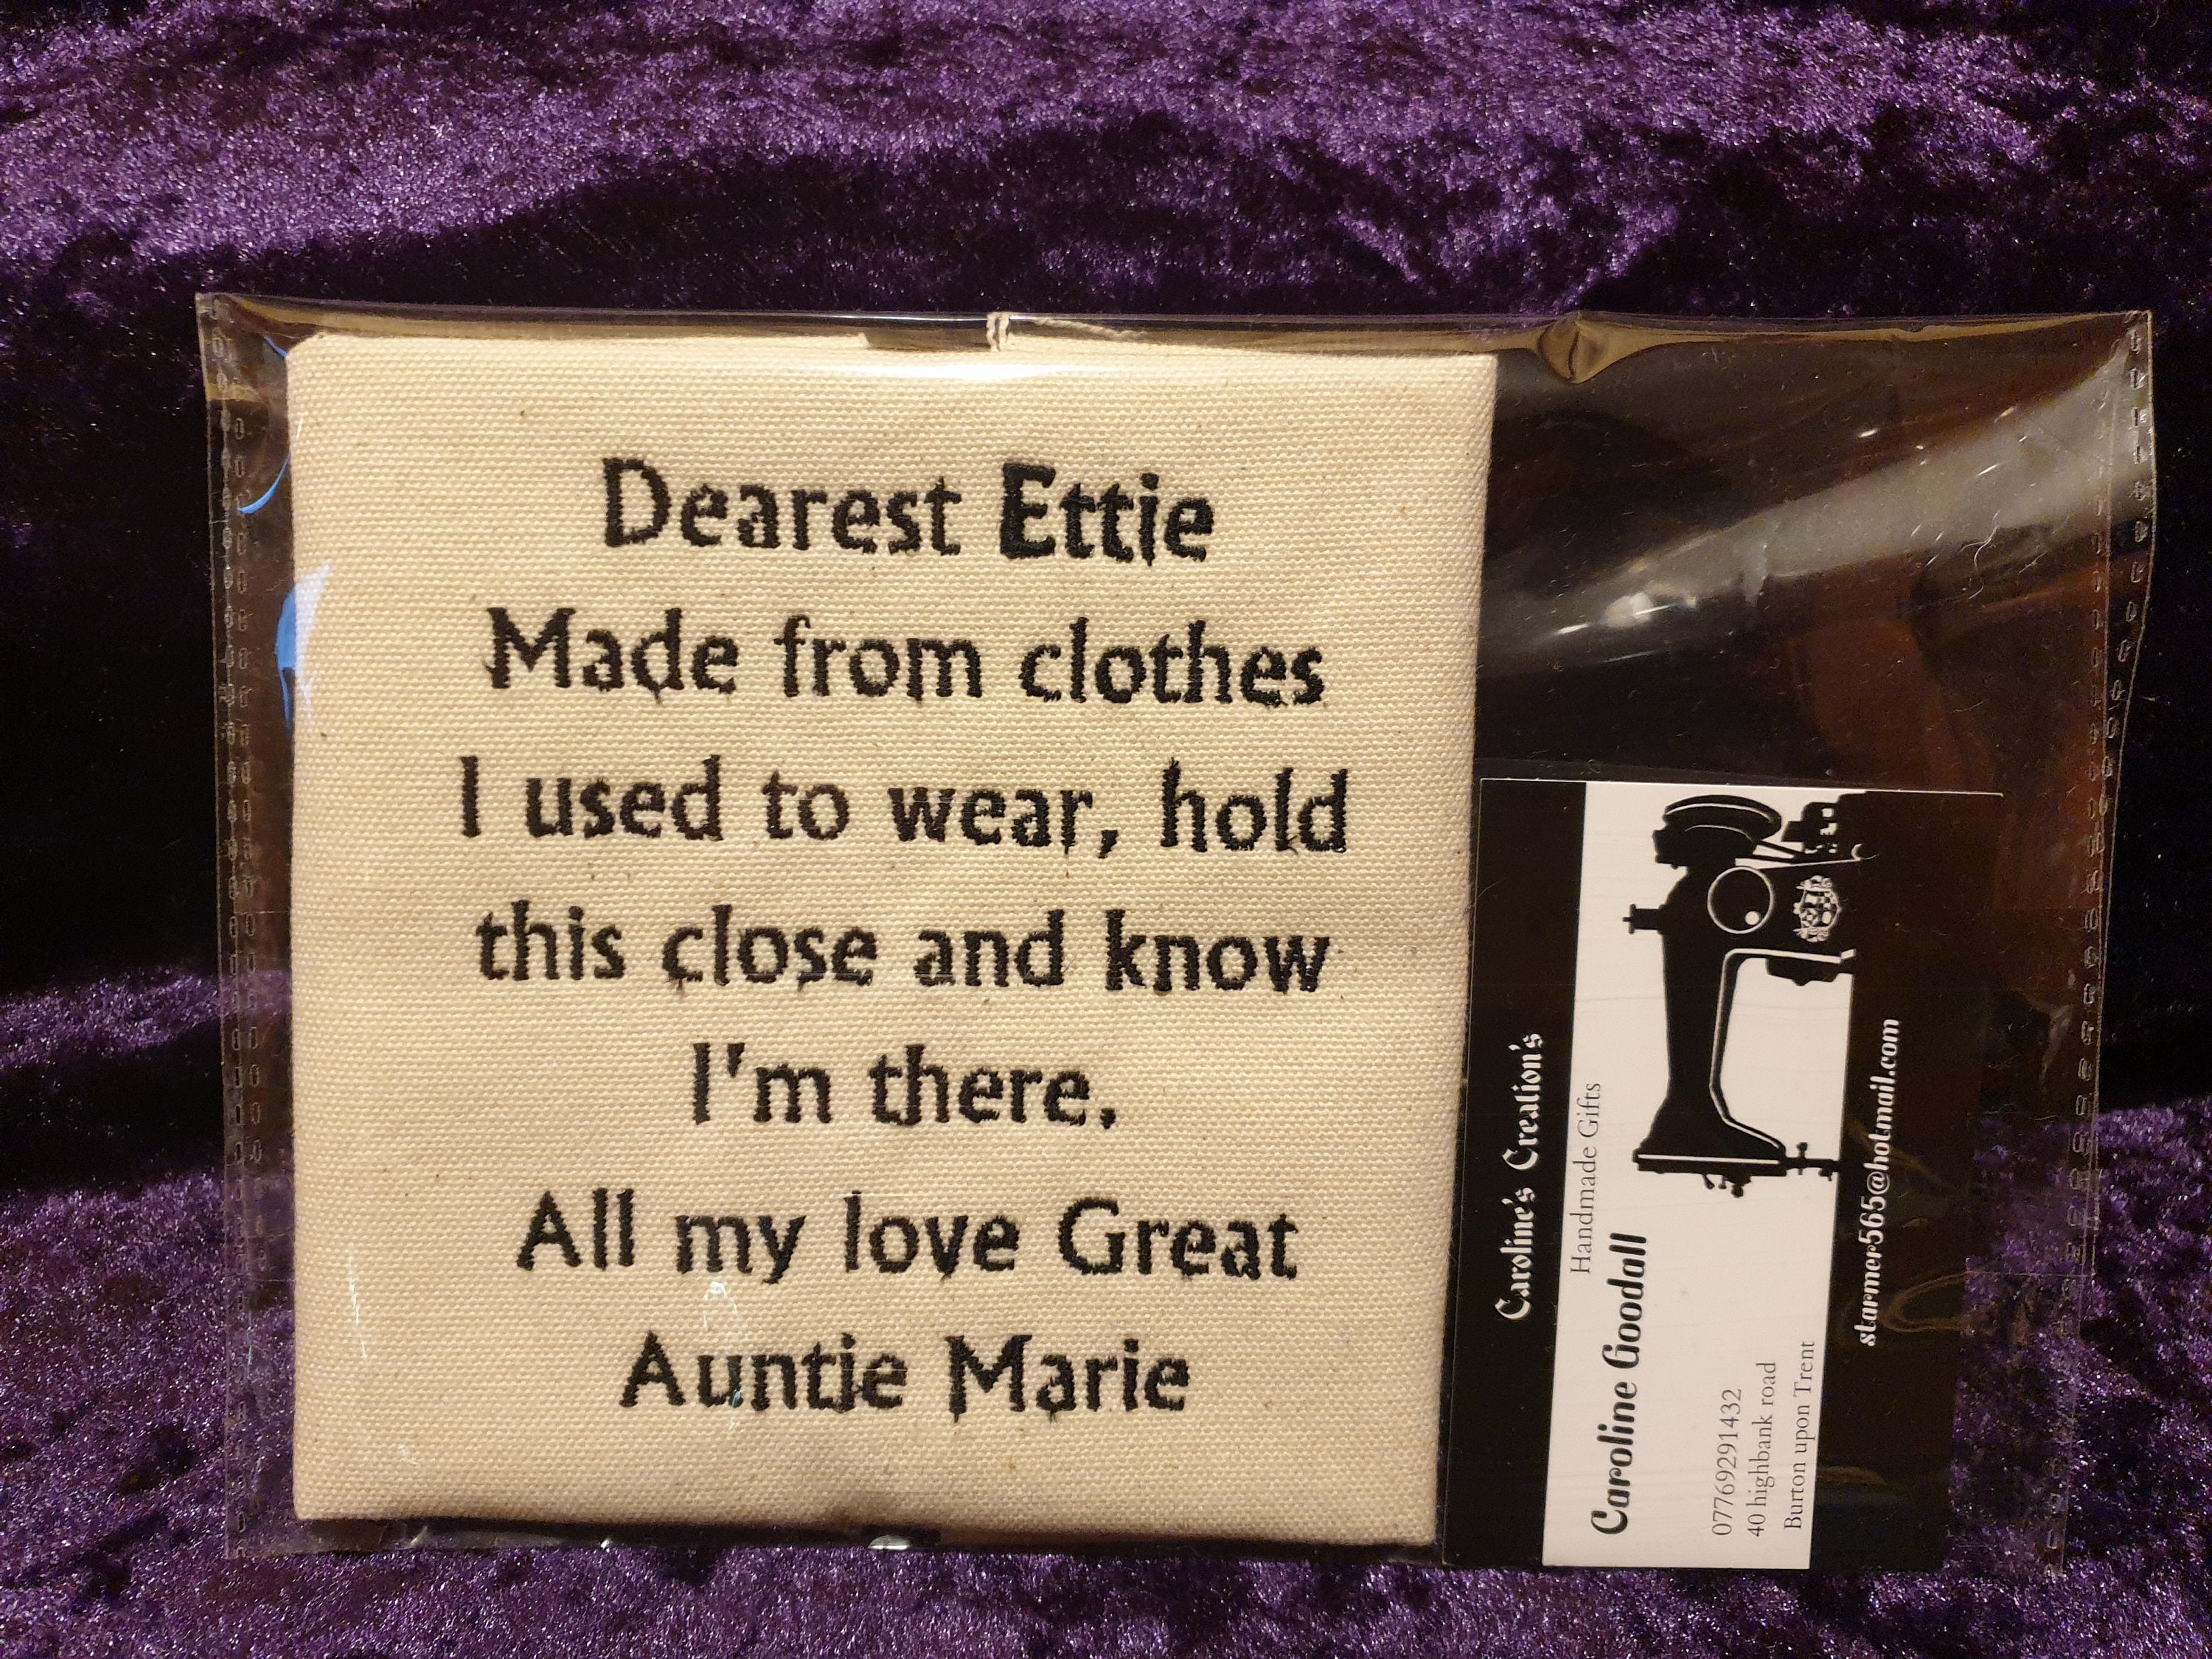 Dearest Ettie
Made from clothes
I used to wear, hold
this close and know
I'm there.
All my love Great
Auntie Marie
Caroline's Creation's
Handmade Gifts
Caroline Goodall
07769291432
40 highbank road
Burton upon Trent
starmer565@hotmail.com